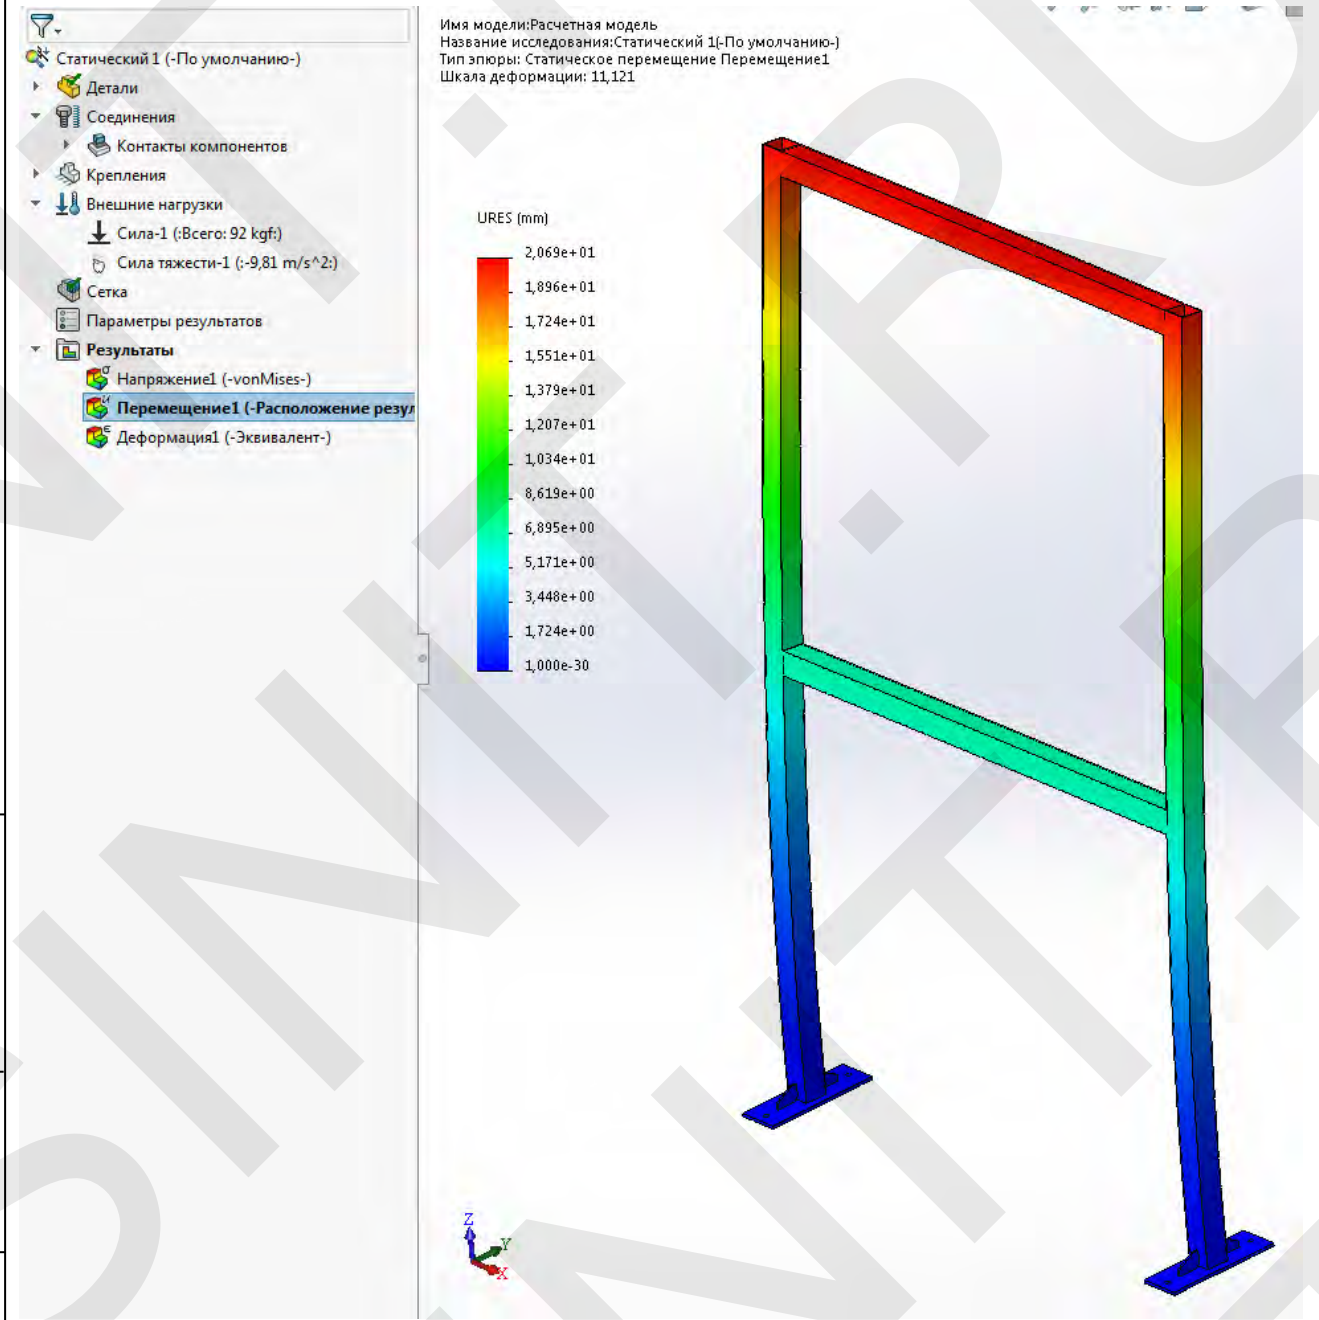 Статический 1 (-По умолчанию-)
Детали
Соединения
Контакты компонентов
Крепления
Внешние нагрузки
Сила-1 (:Всего: 92 kgf:)
Сила тяжести-1 (:-9,81 m/s^2:)
Сетка
Параметры результатов
Результаты
Напряжение1 (-vonMises-)
Перемещение1 (-Расположение резул
Деформация1 (-Эквивалент-)
Имя модели:Расчетная модель
Название исследования:Статический 1(-По умолчанию-)
Тип эпюры: Статическое перемещение Перемещение1
Шкала деформации: 11,121
URES (mm)
2,069e+01
1,896e+01
1,724e+01
1,551e+01
1,379e+01
1,207e+01
1,034e+01
8,619e+00
6,895e+00
5,171e+00
3,448e+00
1,724e+00
1,000e-30
Z
Y
X